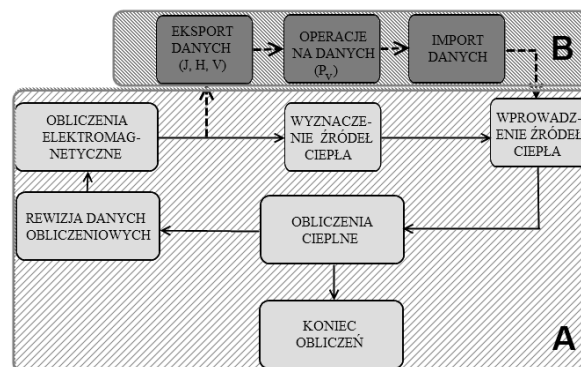 EKSPORT
DANYCH
(J, H, V)
OPERACJE
NA DANYCH
(PV)
IMPORT
DANYCH
B
OBLICZENIA
ELEKTROMAG-
NETYCZNE
WYZNACZE-
NIE ŹRÓDEŁ
CIEPŁA
WPROWADZ-
ENIE ŹRÓDEŁ
CIEPŁA
REWIZJA DANYCH
OBLICZENIOWYCH
OBLICZENIA
CIEPLNE
KONIEC
OBLICZEŃ
A